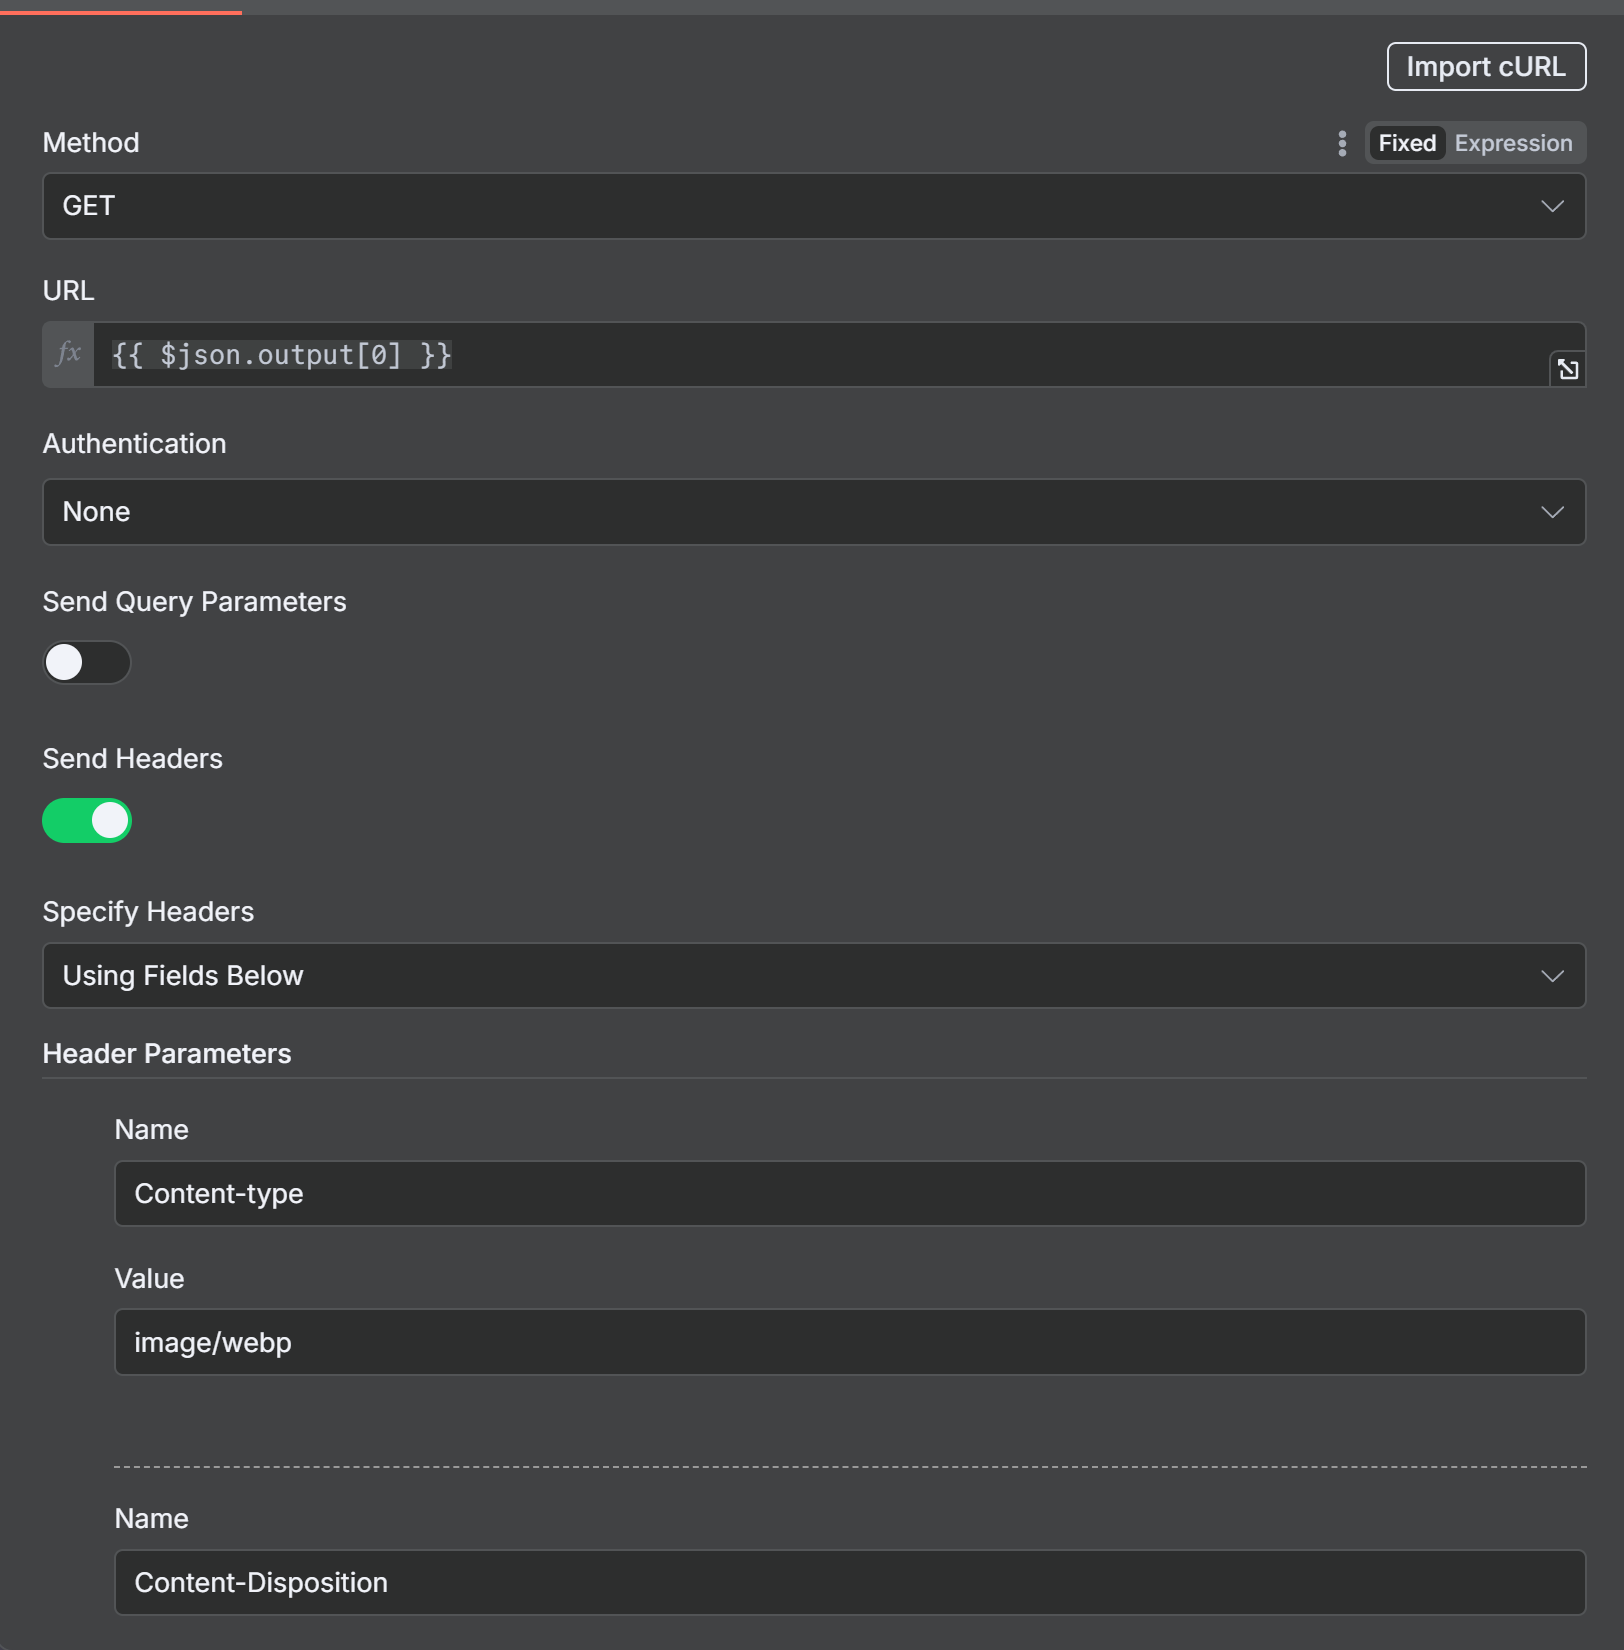 Import cURL
Method
Fixed Expression
GET
URL
fx {{ $json.output[0] }}
Authentication
None
Send Query Parameters
Send Headers
Specify Headers
Using Fields Below
Header Parameters
Name
Content-type
Value
image/webp
Name
Content-Disposition